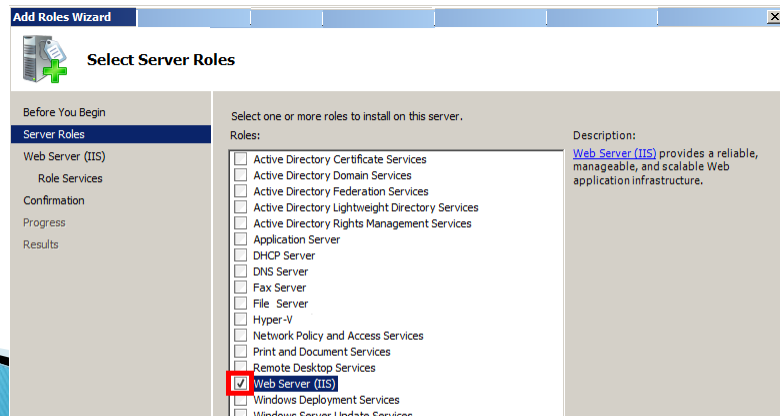 Add Roles Wizard
Select Server Roles
Before You Begin
Server Roles
Web Server (IIS)
Role Services
Confirmation
Progress
Results
Select one or more roles to install on this server.
Roles:
Active Directory Certificate Services
Active Directory Domain Services
Active Directory Federation Services
Active Directory Lightweight Directory Services
Active Directory Rights Management Services
Application Server
DHCP Server
DNS Server
Fax Server
File Server
Hyper-V
Network Policy and Access Services
Print and Document Services
Remote Desktop Services
Web Server (IIS)
Windows Deployment Services
Windows Server Update Services
Description:
Web Server (IIS) provides a reliable,
manageable, and scalable Web
application infrastructure.